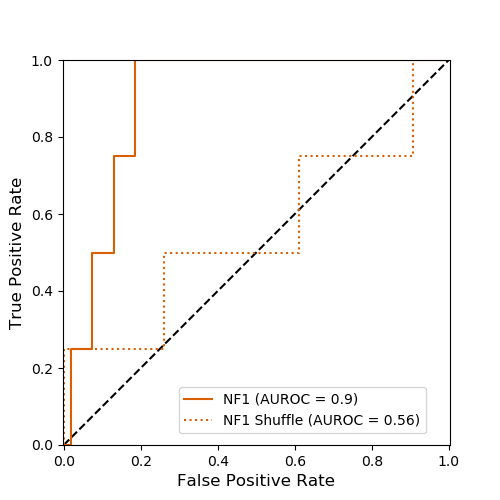 1.0
0.8
0.6
0.4
0.2
0.0
True Positive Rate
NF1 (AUROC = 0.9)
NF1 Shuffle (AUROC = 0.56)
0.0 0.2 0.4 0.6 0.8 1.0
False Positive Rate